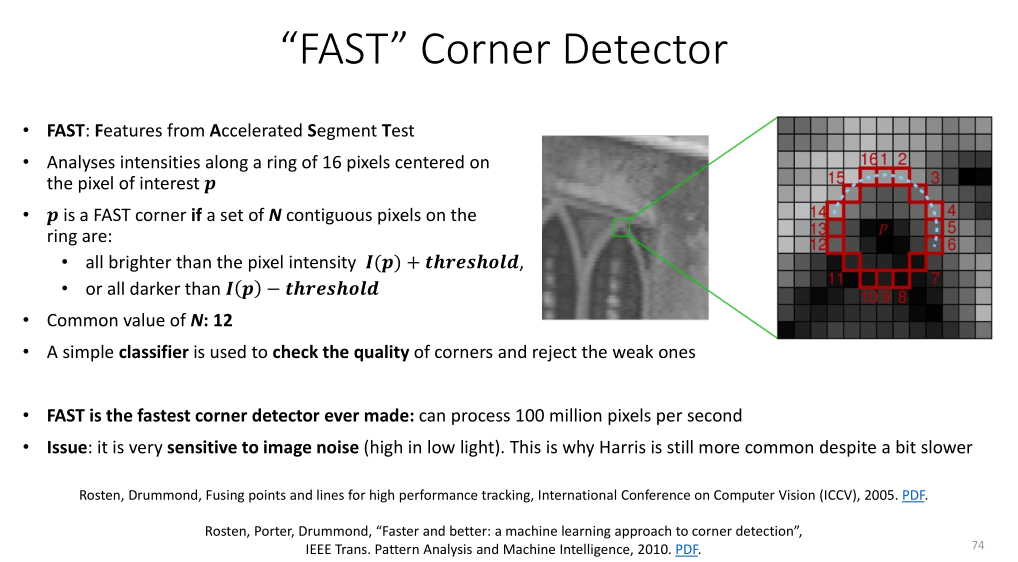 “FAST” Corner Detector
• FAST: Features from Accelerated Segment Test
• Analyses intensities along a ring of 16 pixels centered on
the pixel of interest p
• p is a FAST corner if a set of N contiguous pixels on the
ring are:
• all brighter than the pixel intensity I(p) + threshold,
• or all darker than I(p) − threshold
• Common value of N: 12
• A simple classifier is used to check the quality of corners and reject the weak ones
16 1 2
15 3
14 4
13 p 5
12 6
11 7
10 9 8
• FAST is the fastest corner detector ever made: can process 100 million pixels per second
• Issue: it is very sensitive to image noise (high in low light). This is why Harris is still more common despite a bit slower
Rosten, Drummond, Fusing points and lines for high performance tracking, International Conference on Computer Vision (ICCV), 2005. PDF.
Rosten, Porter, Drummond, “Faster and better: a machine learning approach to corner detection”,
IEEE Trans. Pattern Analysis and Machine Intelligence, 2010. PDF.
74